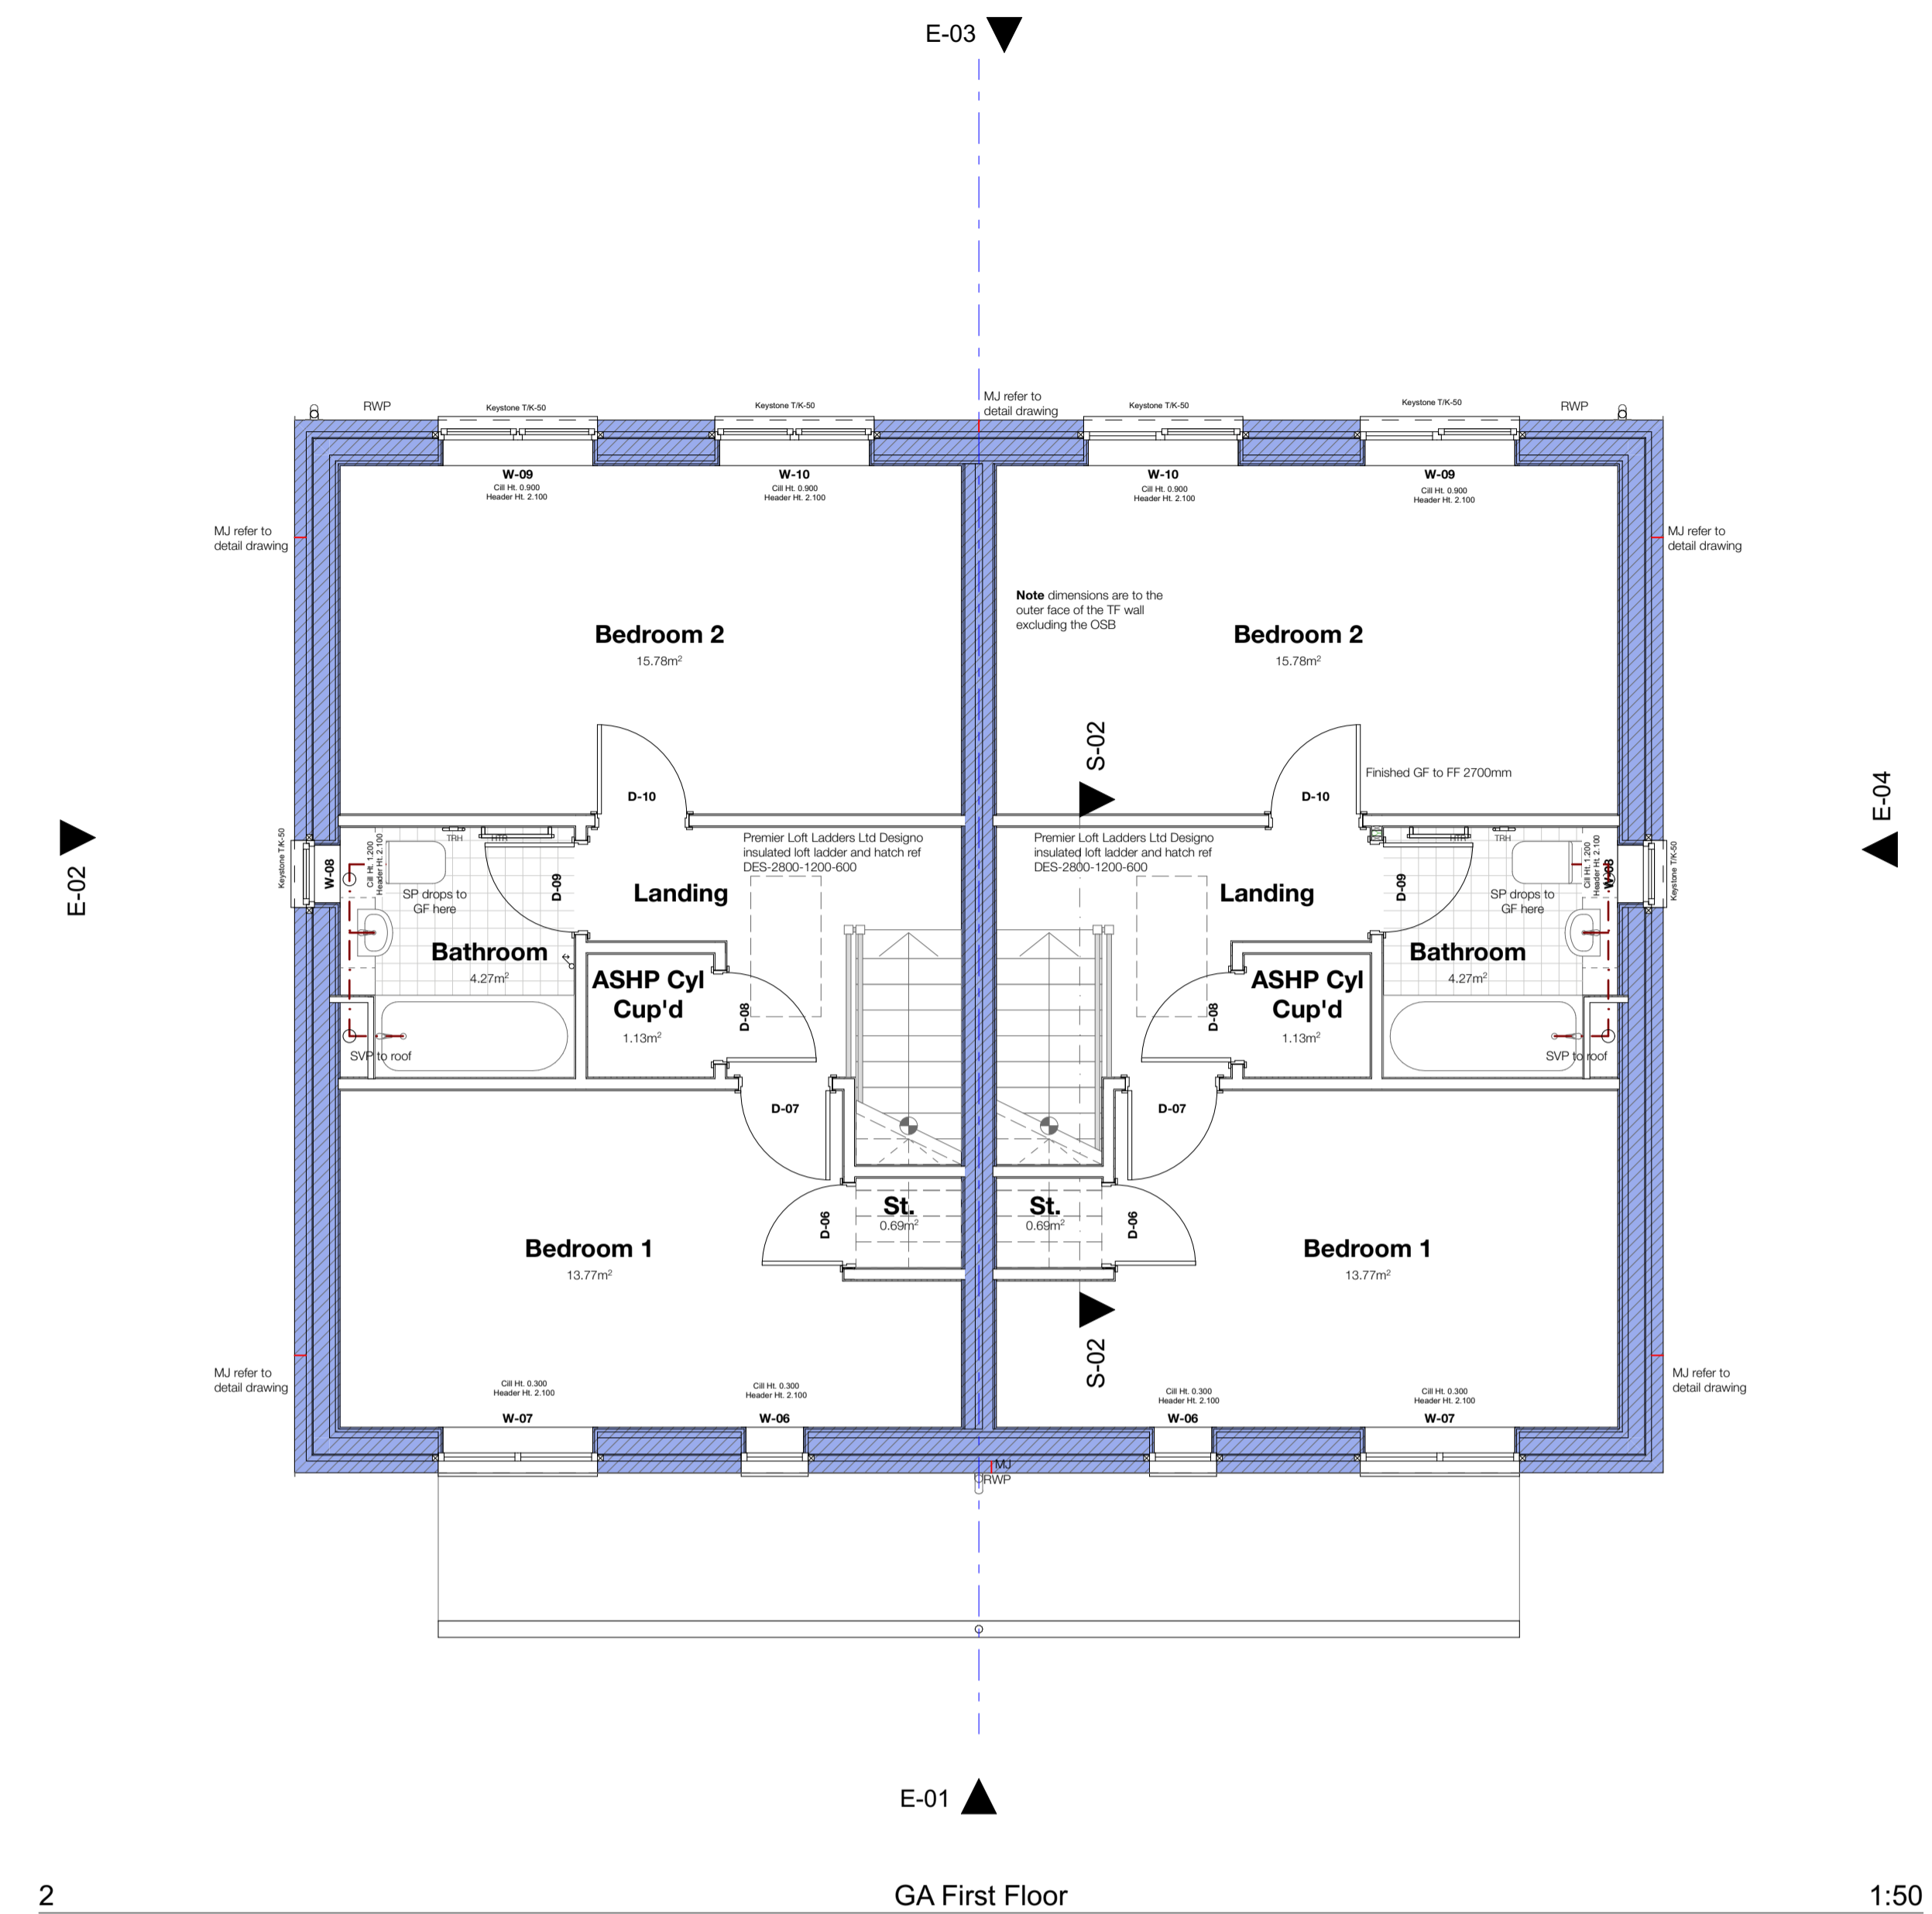 E-03
MJ refer to
detail drawing
RWP
Keystone T/K-50
Keystone T/K-50
Keystone T/K-50
Keystone T/K-50
RWP
W-09
Cill Ht. 0.900
Header Ht. 2.100
W-10
Cill Ht. 0.900
Header Ht. 2.100
W-10
Cill Ht. 0.900
Header Ht. 2.100
W-09
Cill Ht. 0.900
Header Ht. 2.100
MJ refer to
detail drawing
MJ refer to
detail drawing
Note dimensions are to the
outer face of the TF wall
excluding the OSB
Bedroom 2
15.78m²
Bedroom 2
15.78m²
S-02
Finished GF to FF 2700mm
D-10
D-10
E-02
E-04
Keystone T/K-50
W-08
Cill Ht. 1.200
Header Ht. 2.100
TRH
HTR
Premier Loft Ladders Ltd Designo
insulated loft ladder and hatch ref
DES-2800-1200-600
Premier Loft Ladders Ltd Designo
insulated loft ladder and hatch ref
DES-2800-1200-600
HTR
TRH
Cill Ht. 1.200
Header Ht. 2.100
W-08
Keystone T/K-50
SP drops to
GF here
D-09
Landing
Landing
D-09
SP drops to
GF here
Bathroom
4.27m²
ASHP Cyl
Cup'd
1.13m²
D-08
D-08
ASHP Cyl
Cup'd
1.13m²
Bathroom
4.27m²
SVP to roof
SVP to roof
D-07
D-07
St.
0.69m²
St.
0.69m²
D-06
D-06
Bedroom 1
13.77m²
Bedroom 1
13.77m²
S-02
MJ refer to
detail drawing
MJ refer to
detail drawing
Cill Ht. 0.300
Header Ht. 2.100
W-07
Cill Ht. 0.300
Header Ht. 2.100
W-06
Cill Ht. 0.300
Header Ht. 2.100
W-06
Cill Ht. 0.300
Header Ht. 2.100
W-07
MJ
RWP
E-01
2
GA First Floor
1:50